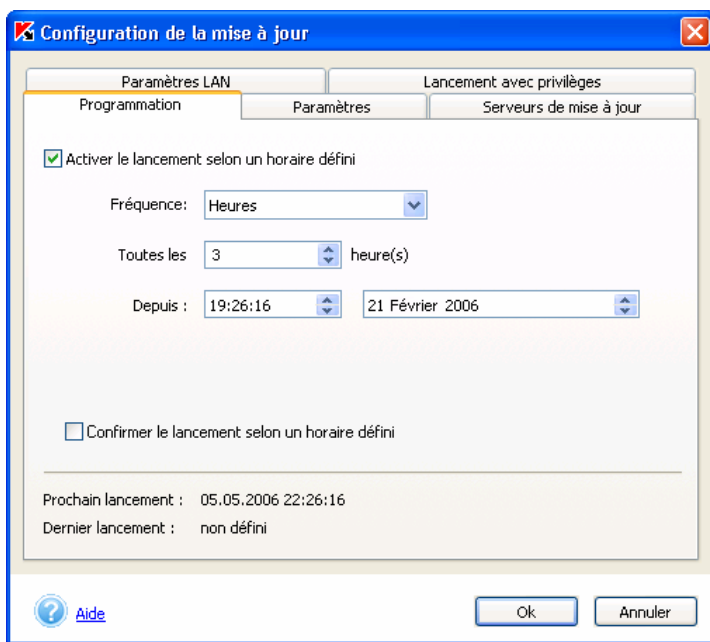 Configuration de la mise à jour
Paramètres LAN
Lancement avec privilèges
Programmation
Paramètres
Serveurs de mise à jour
Activer le lancement selon un horaire défini
Fréquence: Heures
Toutes les 3 heure(s)
Depuis : 19:26:16 21 Février 2006
Confirmer le lancement selon un horaire défini
Prochain lancement : 05.05.2006 22:26:16
Dernier lancement : non défini
Aide
Ok
Annuler